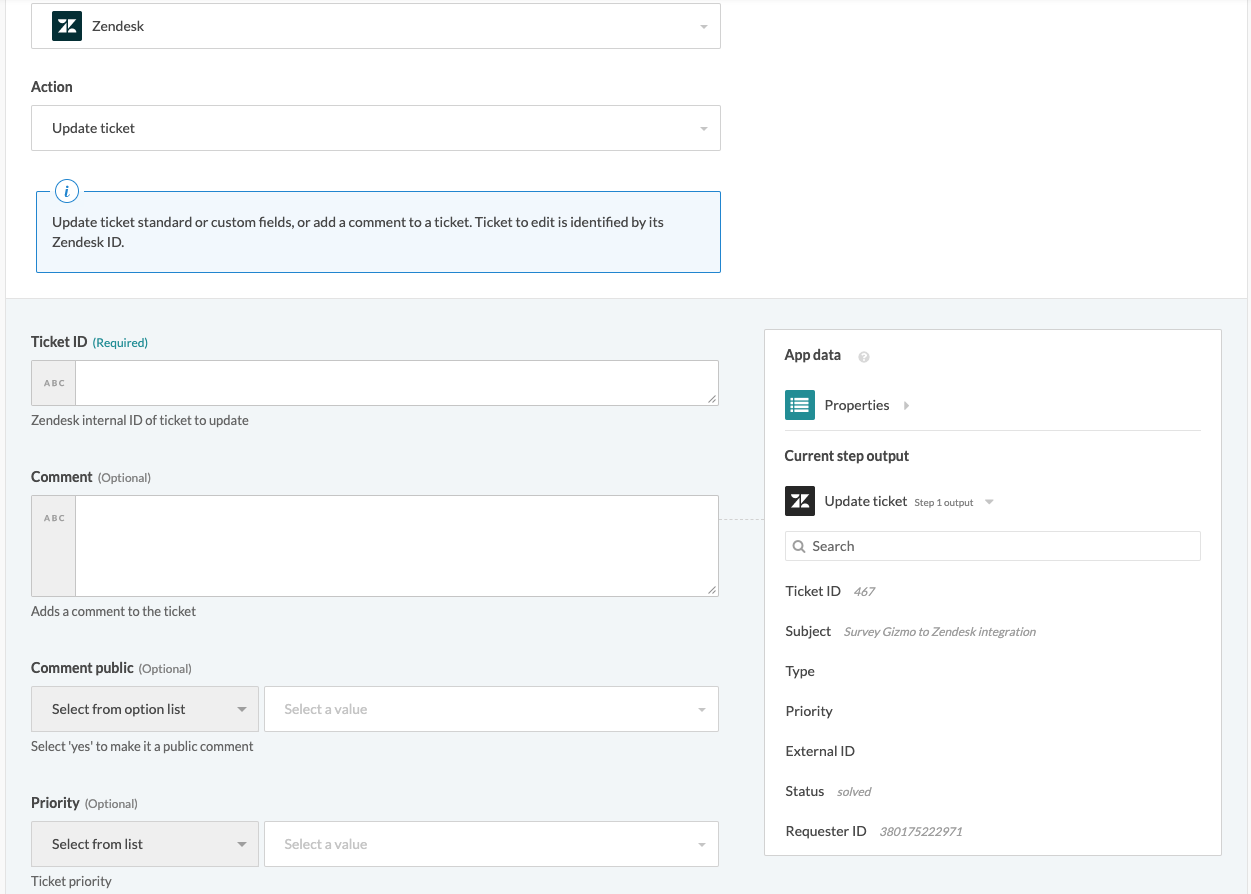 Zendesk
Action
Update ticket
i
Update ticket standard or custom fields, or add a comment to a ticket. Ticket to edit is identified by its
Zendesk ID.
Ticket ID (Required)
ABC
Zendesk internal ID of ticket to update
Comment (Optional)
ABC
Adds a comment to the ticket
Comment public (Optional)
Select from option list
Select a value
Select 'yes' to make it a public comment
Priority (Optional)
Select from list
Select a value
Ticket priority
App data ?
Properties
Current step output
Update ticket Step 1 output
Search
Ticket ID 467
Subject Survey Gizmo to Zendesk integration
Type
Priority
External ID
Status solved
Requester ID 380175222971